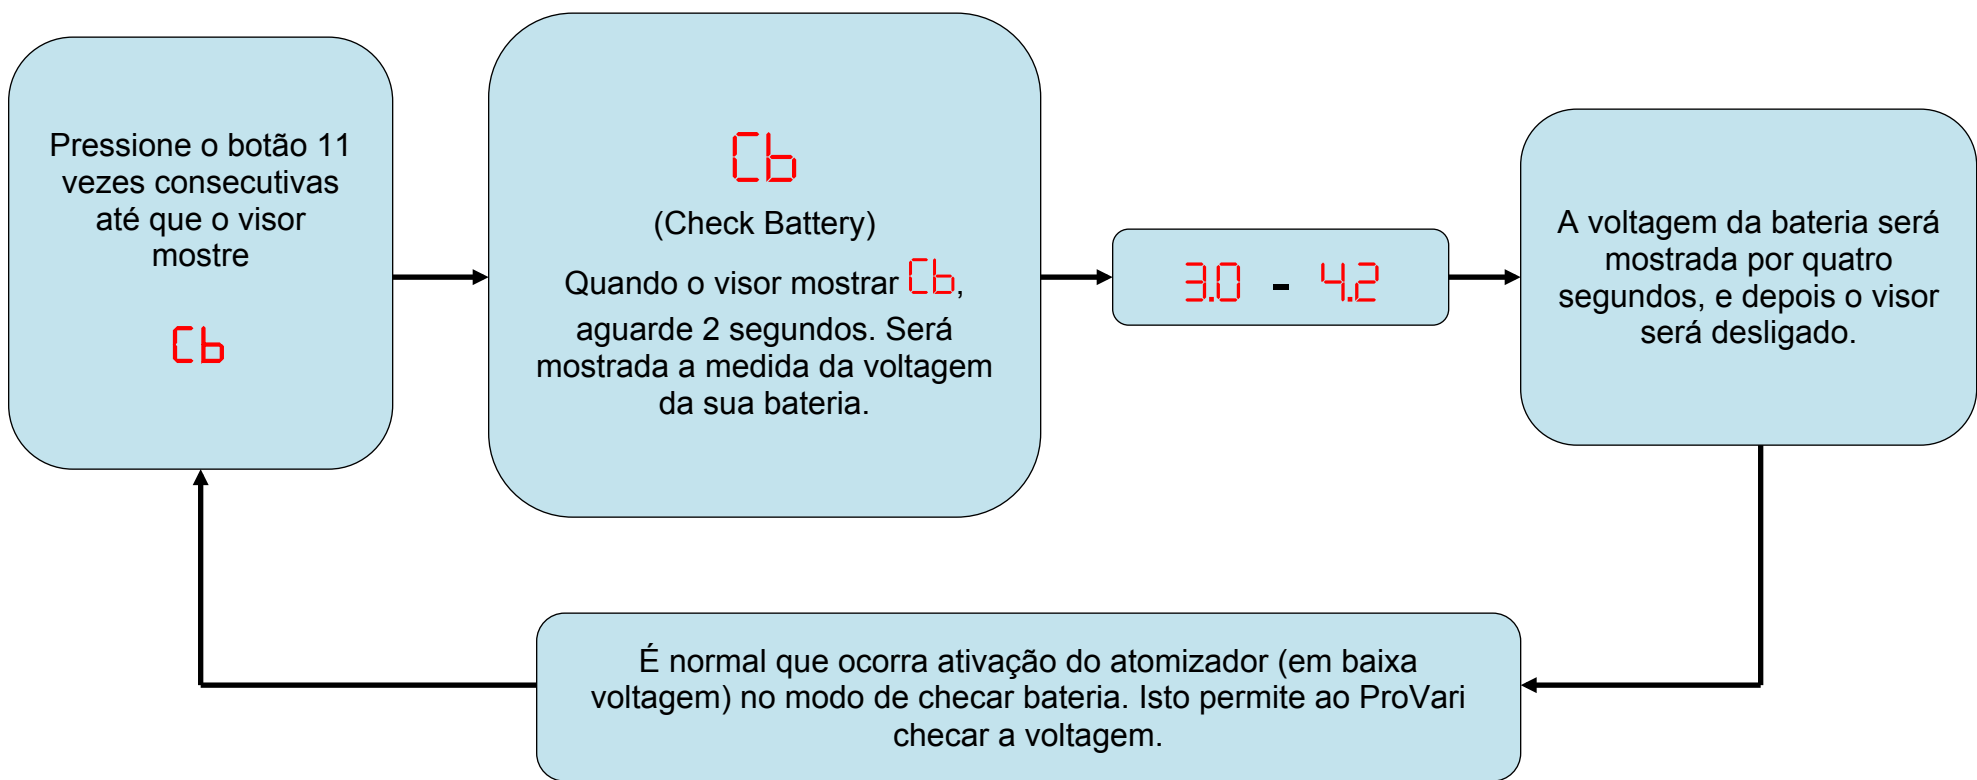 Pressione o botão 11
vezes consecutivas
até que o visor
mostre
Cb
Cb
(Check Battery)
Quando o visor mostrar Cb,
aguarde 2 segundos. Será
mostrada a medida da voltagem
da sua bateria.
3.0 - 4.2
A voltagem da bateria será
mostrada por quatro
segundos, e depois o visor
será desligado.
É normal que ocorra ativação do atomizador (em baixa
voltagem) no modo de checar bateria. Isto permite ao ProVari
checar a voltagem.